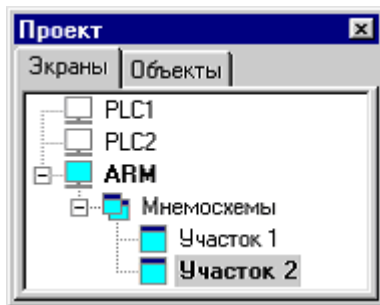 Проект
Экраны Объекты
PLC1
PLC2
ARM
Мнемосхемы
Участок 1
Участок 2